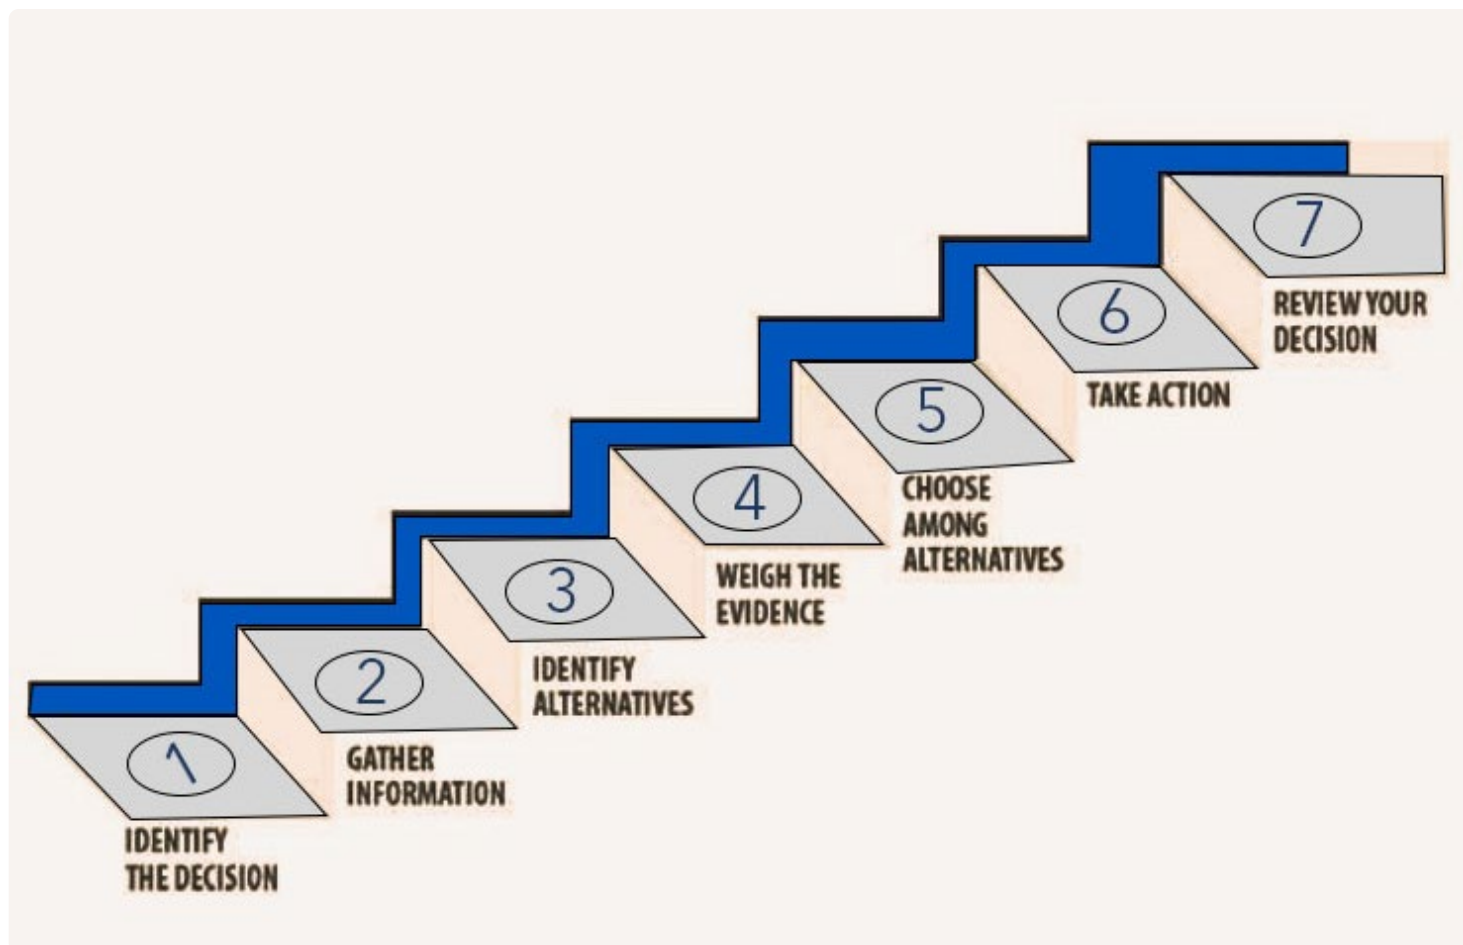 1
IDENTIFY
THE DECISION
2
GATHER
INFORMATION
3
IDENTIFY
ALTERNATIVES
4
WEIGH THE
EVIDENCE
5
CHOOSE
AMONG
ALTERNATIVES
6
TAKE ACTION
7
REVIEW YOUR
DECISION